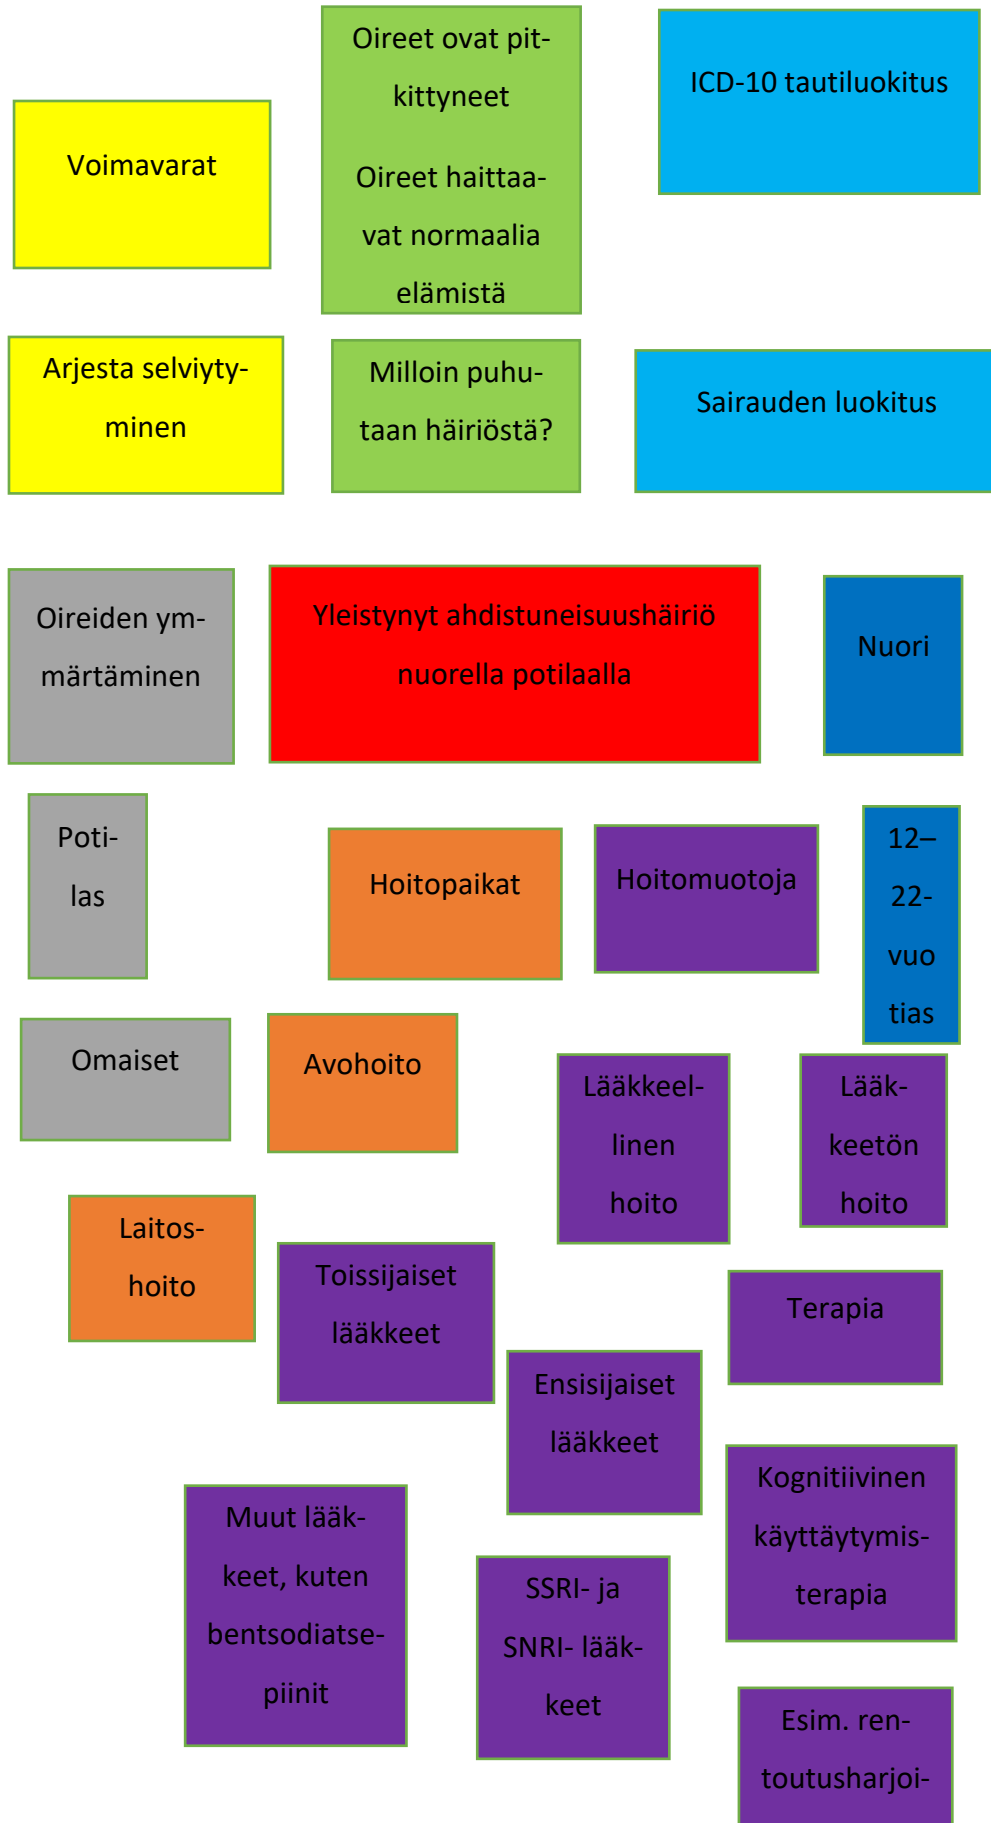 Oireet ovat pit-
kittyneet
Oireet haittaa-
vat normaalia
elämistä
ICD-10 tautiluokitus
Voimavarat
Arjesta selviyty-
minen
Milloin puhu-
taan häiriöstä?
Sairauden luokitus
Oireiden ym-
märtäminen
Yleistynyt ahdistuneisuushäiriö
nuorella potilaalla
Nuori
Poti-
las
Hoitopaikat
Hoitomuotoja
12–
22-
vuo
tias
Omaiset
Avohoito
Lääkkeel-
linen
hoito
Lääk-
keetön
hoito
Laitos-
hoito
Toissijaiset
lääkkeet
Terapia
Ensisijaiset
lääkkeet
Kognitiivinen
käyttäytymis-
terapia
Muut lääk-
keet, kuten
bentsodiatse-
piinit
SSRI- ja
SNRI- lääk-
keet
Esim. ren-
toutusharjoi-